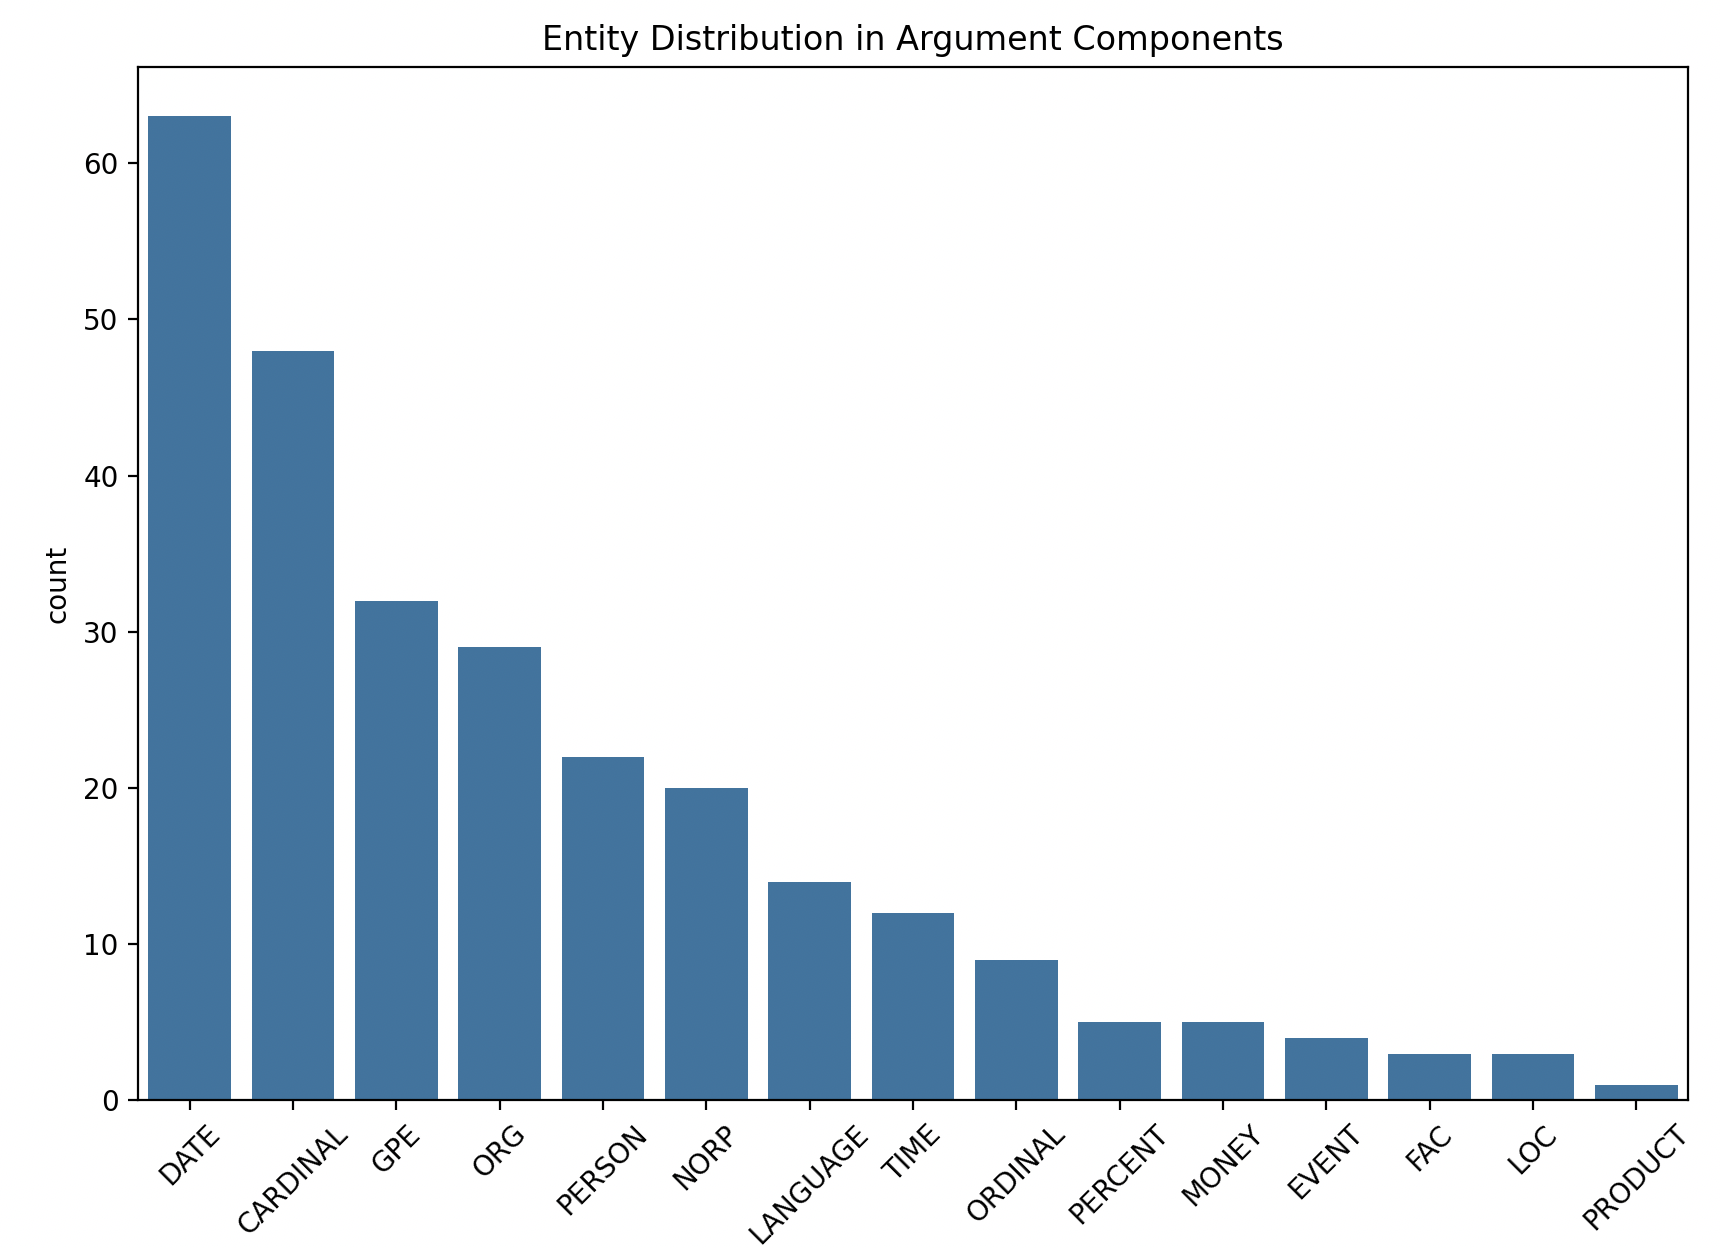 Entity Distribution in Argument Components
60
50
40
30
20
10
0
count
DATE
CARDINAL
GPE
ORG
PERSON
NORP
LANGUAGE
TIME
ORDINAL
PERCENT
MONEY
EVENT
FAC
LOC
PRODUCT